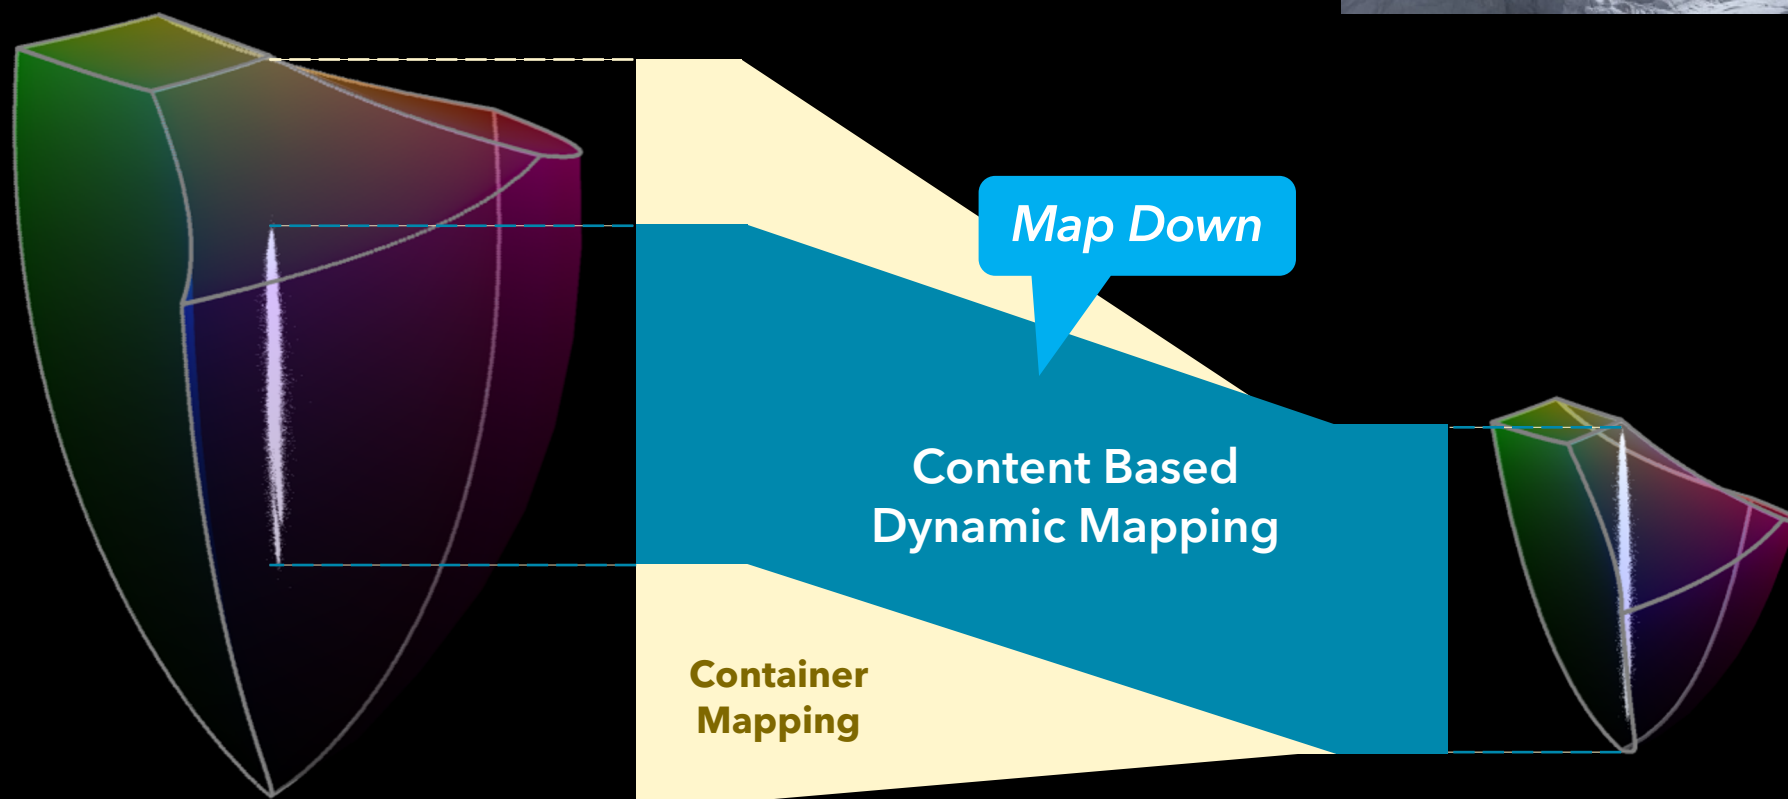 Map Down
Content Based
Dynamic Mapping
Container
Mapping